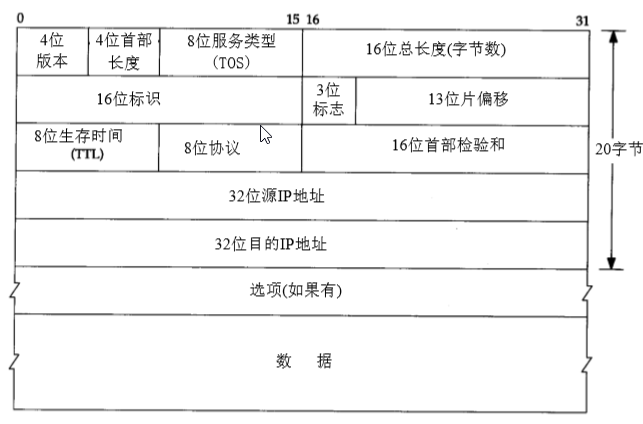 0 15 16 31
4位 4位首部 8位服务类型 16位总长度(字节数)
版本 长度 (TOS)
16位标识 3位 13位片偏移
标志
8位生存时间 8位协议 16位首部检验和 20字节
(TTL)
32位源IP地址
32位目的IP地址
选项(如果有)
数 据